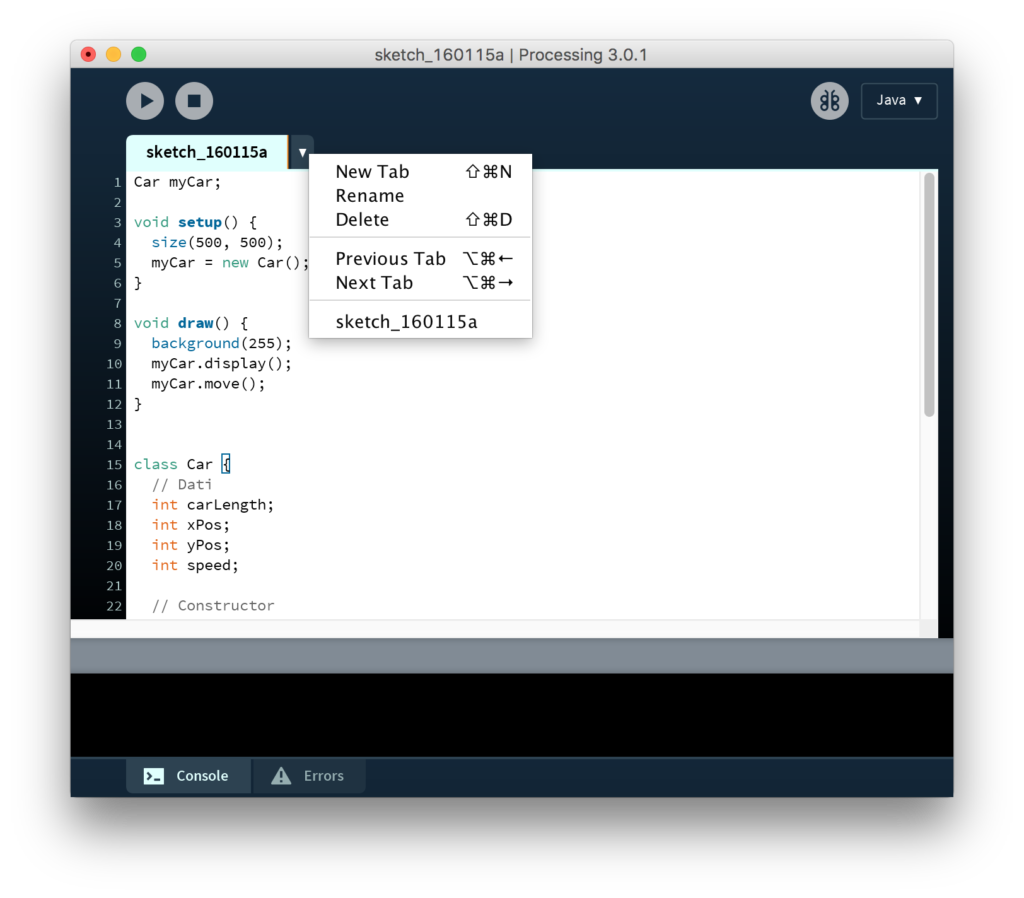 sketch_160115a | Processing 3.0.1
Java ▼
sketch_160115a ▼
New Tab ⇧⌘N
Rename
Delete ⇧⌘D
Previous Tab ⌥⌘←
Next Tab ⌥⌘→
sketch_160115a
1 Car myCar;
2
3 void setup() {
4   size(500, 500);
5   myCar = new Car();
6 }
7
8 void draw() {
9   background(255);
10   myCar.display();
11   myCar.move();
12 }
13
14
15 class Car {
16   // Dati
17   int carLength;
18   int xPos;
19   int yPos;
20   int speed;
21
22   // Constructor
Console Errors